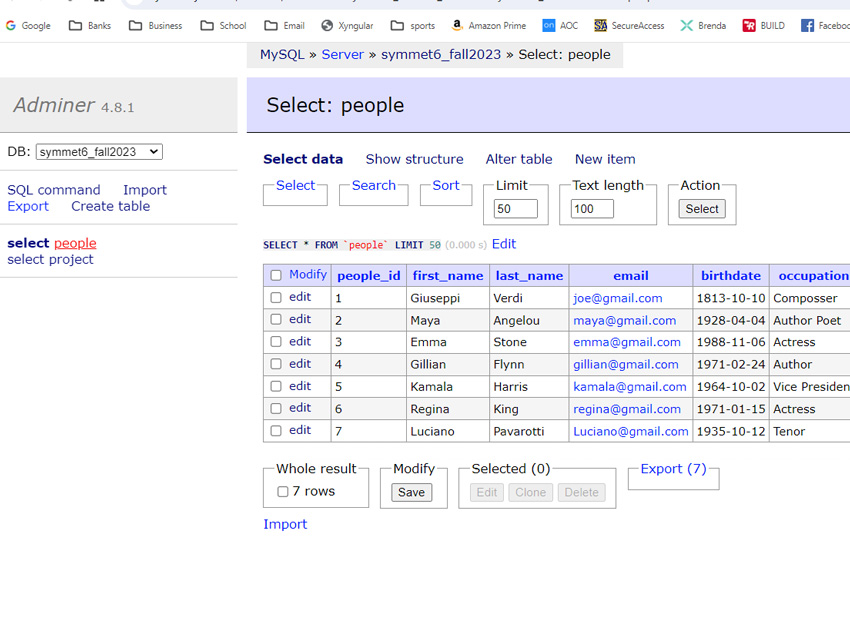 Google Banks Business School Email Xyngular sports Amazon Prime AOC SecureAccess Brenda BUILD Facebo
MySQL » Server » symmet6_fall2023 » Select: people
Adminer 4.8.1
Select: people
DB: symmet6_fall2023
SQL command Import
Export Create table
select people
select project
Select data Show structure Alter table New item
Select Search Sort Limit Text length Action
50 100 Select
SELECT * FROM `people` LIMIT 50 (0.000 s) Edit
Modify people_id first_name last_name email birthdate occupation
edit 1 Giuseppi Verdi joe@gmail.com 1813-10-10 Composser
edit 2 Maya Angelou maya@gmail.com 1928-04-04 Author Poet
edit 3 Emma Stone emma@gmail.com 1988-11-06 Actress
edit 4 Gillian Flynn gillian@gmail.com 1971-02-24 Author
edit 5 Kamala Harris kamala@gmail.com 1964-10-02 Vice Presiden
edit 6 Regina King regina@gmail.com 1971-01-15 Actress
edit 7 Luciano Pavarotti Luciano@gmail.com 1935-10-12 Tenor
Whole result Modify Selected (0) Export (7)
7 rows Save Edit Clone Delete
Import